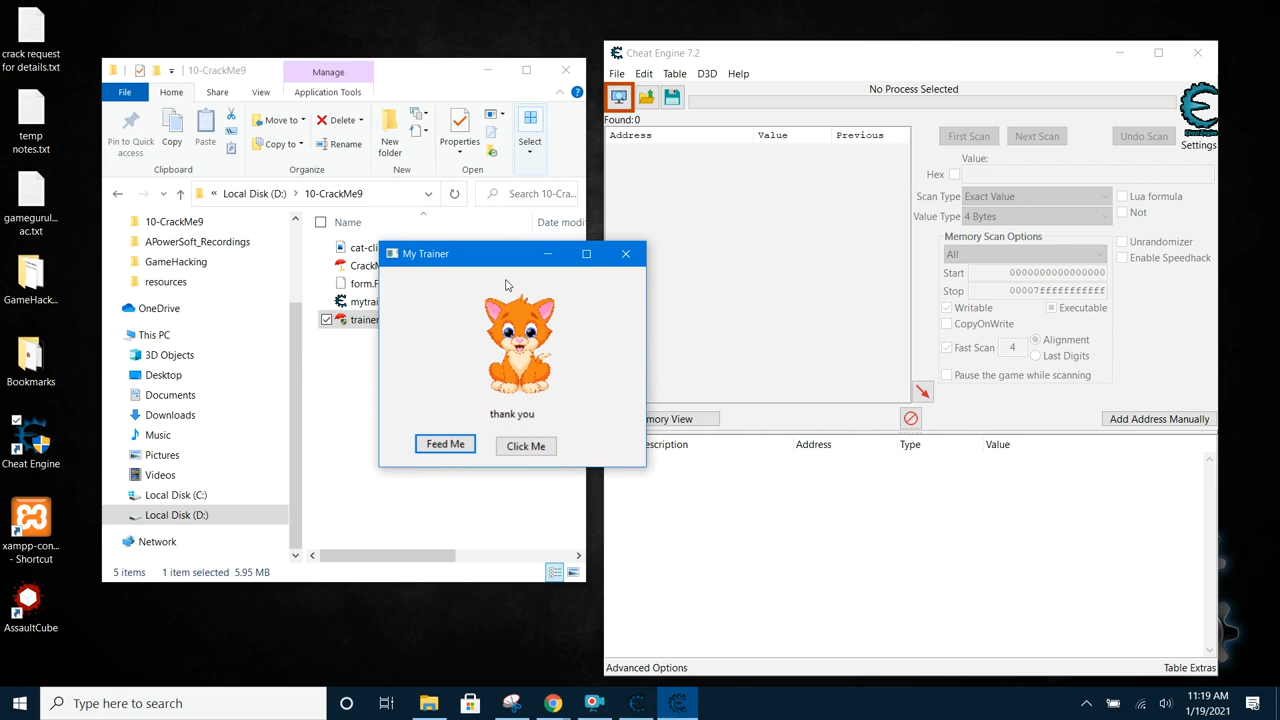 crack request
for details.txt
temp
notes.txt
gamegurul...
ac.txt
GameHack...
Bookmarks
Cheat Engine
xampp-con...
- Shortcut
AssaultCube
10-CrackMe9
Manage
File
Home
Share
View
Application Tools
Pin to Quick
access
Copy
Paste
Clipboard
Move to
Copy to
Delete
Rename
Organize
New
folder
New
Properties
Open
Select
« Local Disk (D:) > 10-CrackMe9
Search 10-Cra...
10-CrackMe9
APowerSoft_Recordings
GameHacking
resources
OneDrive
This PC
3D Objects
Desktop
Documents
Downloads
Music
Pictures
Videos
Local Disk (C:)
Local Disk (D:)
Network
Name
Date modi
cat-cli
CrackM
form.F
mytrai
trainer
5 items
1 item selected 5.95 MB
My Trainer
thank you
Feed Me
Click Me
Cheat Engine 7.2
File Edit Table D3D Help
No Process Selected
Found:0
Address Value Previous
First Scan
Next Scan
Undo Scan
Settings
Value:
Hex
Scan Type
Exact Value
Lua formula
Value Type
4 Bytes
Not
Memory Scan Options
All
Unrandomizer
Enable Speedhack
Start
0000000000000000
Stop
00007fffffffffff
Writable
Executable
CopyOnWrite
Fast Scan
4
Alignment
Last Digits
Pause the game while scanning
mory View
Add Address Manually
escription Address Type Value
Advanced Options
Table Extras
Type here to search
11:19 AM
1/19/2021